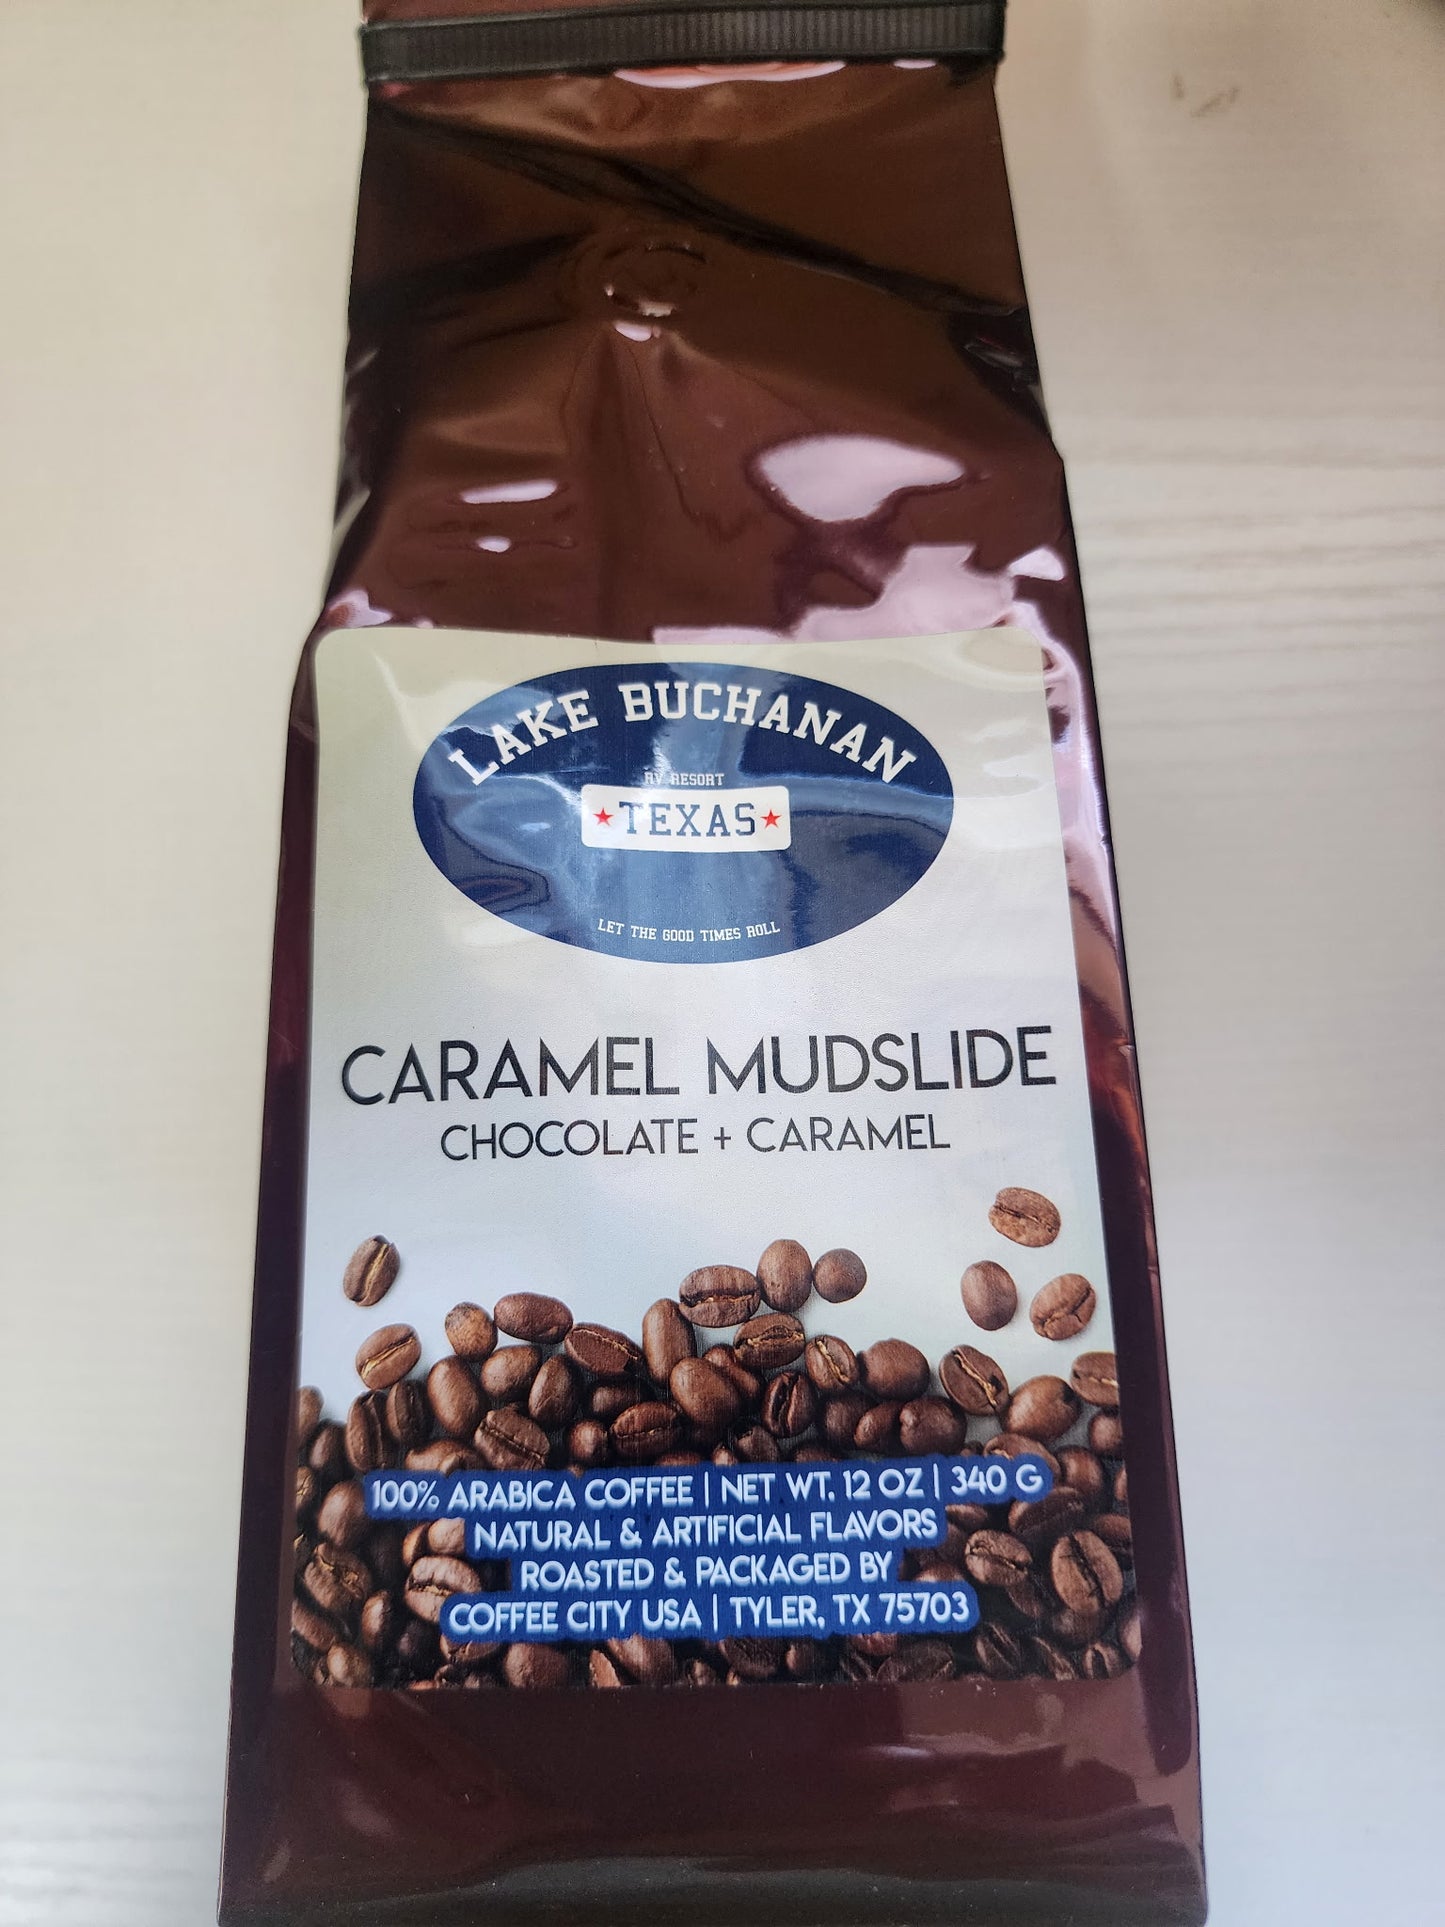 LAKE BUCHANAN
RV RESORT
TEXAS
LET THE GOOD TIMES ROLL
CARAMEL MUDSLIDE
CHOCOLATE + CARAMEL
100% ARABICA COFFEE | NET WT. 12 OZ | 340 G
NATURAL & ARTIFICIAL FLAVORS
ROASTED & PACKAGED BY
COFFEE CITY USA | TYLER, TX 75703